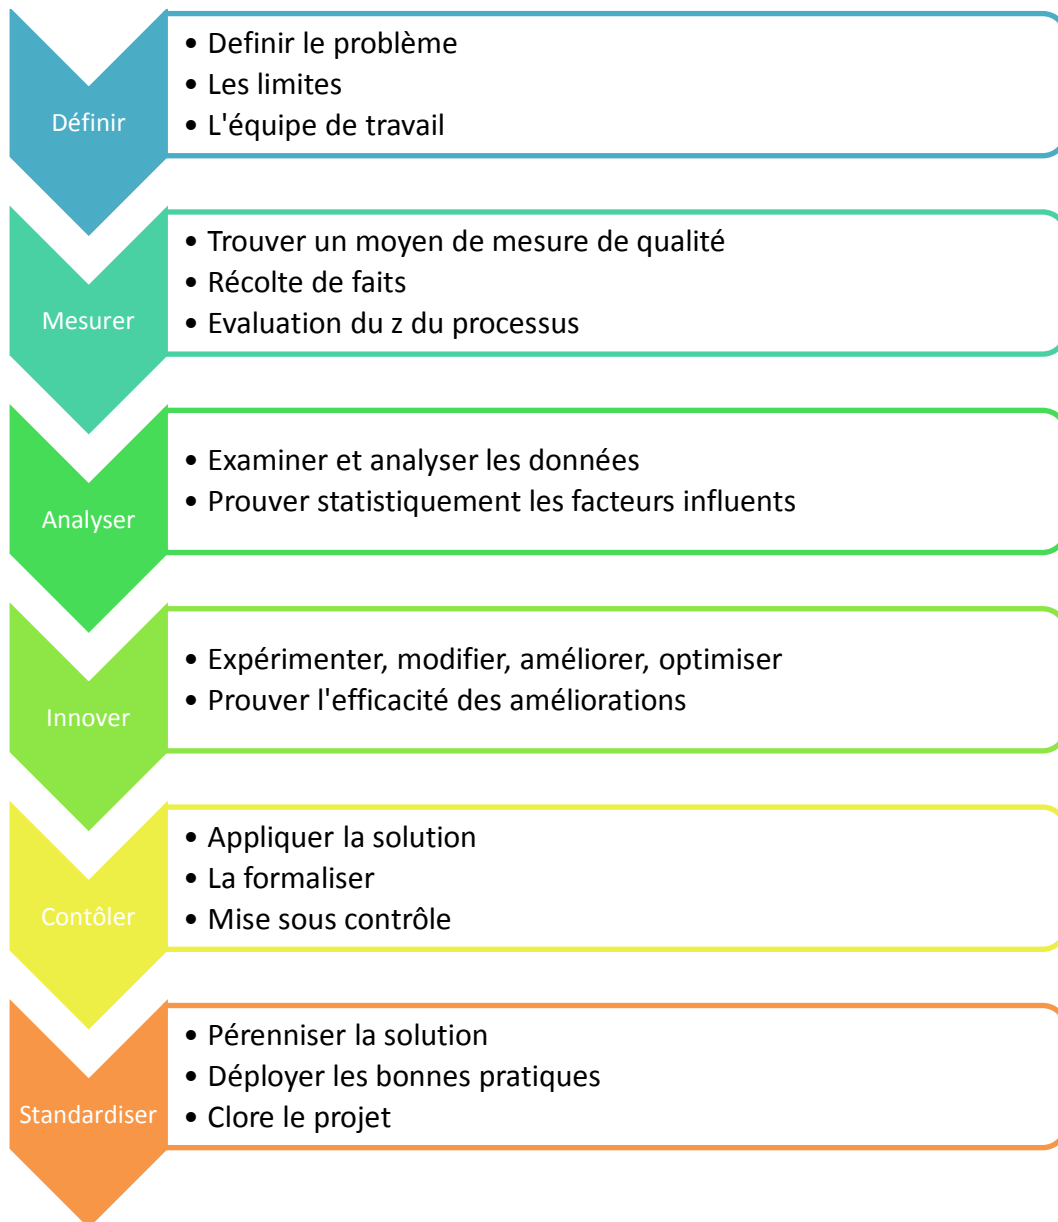 Définir
• Definir le problème
• Les limites
• L'équipe de travail
Mesurer
• Trouver un moyen de mesure de qualité
• Récolte de faits
• Evaluation du z du processus
Analyser
• Examiner et analyser les données
• Prouver statistiquement les facteurs influents
Innover
• Expérimenter, modifier, améliorer, optimiser
• Prouver l'efficacité des améliorations
Contôler
• Appliquer la solution
• La formaliser
• Mise sous contrôle
Standardiser
• Pérenniser la solution
• Déployer les bonnes pratiques
• Clore le projet